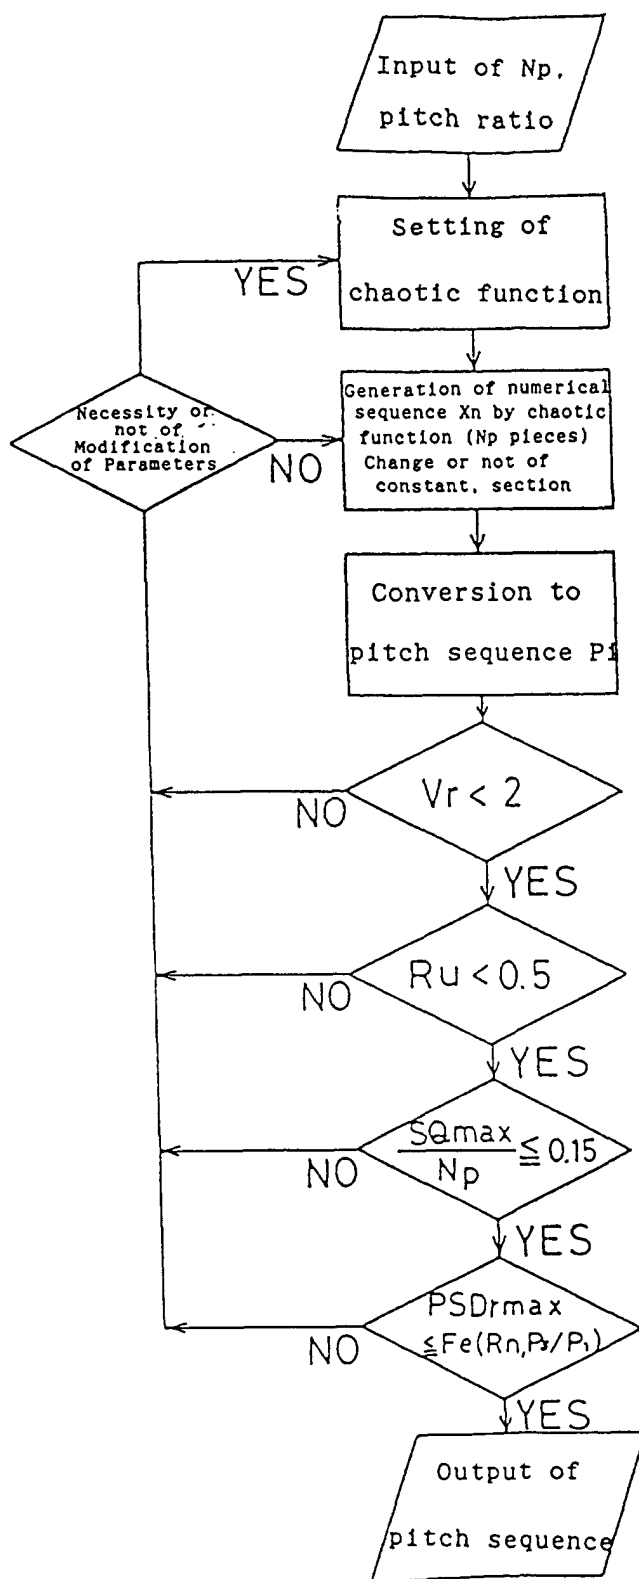 Input of Np.
pitch ratio
Setting of
chaotic function
YES
Necessity or
not of
Modification
of Parameters
NO
Generation of numerical
sequence Xn by chaotic
function (Np pieces)
Change or not of
constant, section
Conversion to
pitch sequence Pi
Vr < 2
NO
YES
Ru < 0.5
NO
YES
SQmax
Np
≦ 0.15
NO
YES
PSDrmax
≦Fe(Rn,Ps/P1)
NO
YES
Output of
pitch sequence